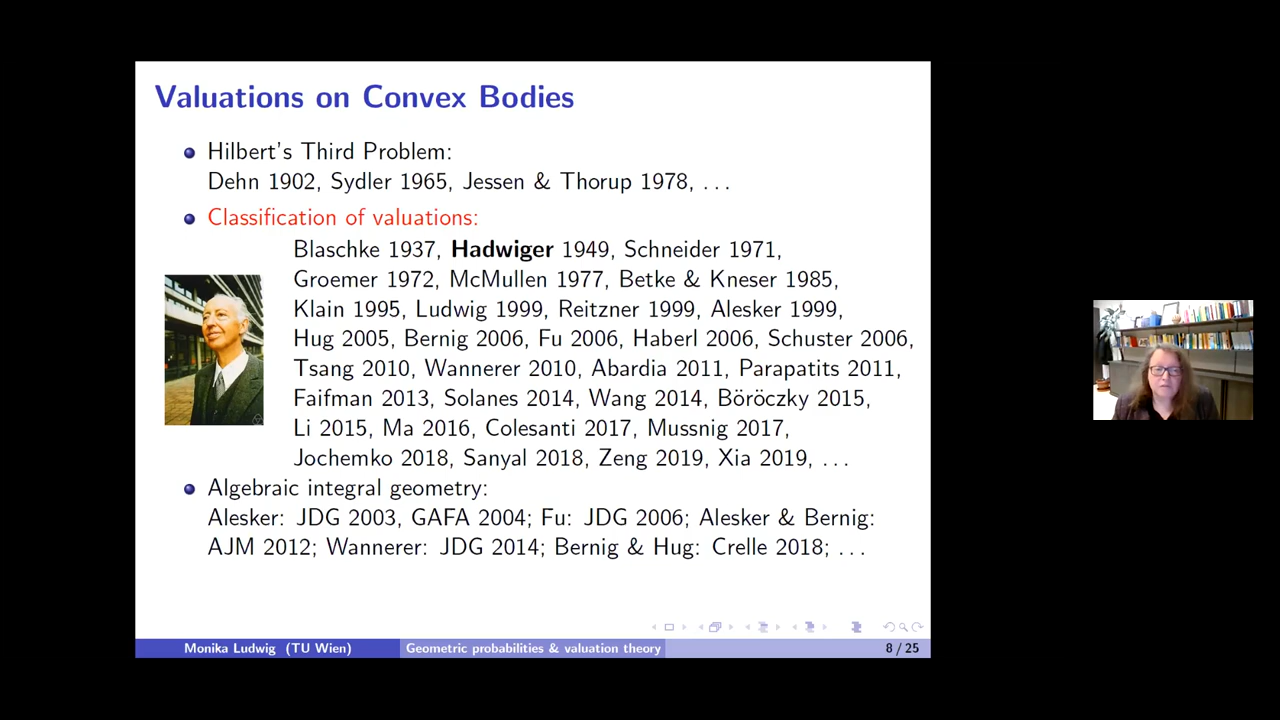 Valuations on Convex Bodies
Hilbert's Third Problem:
Dehn 1902, Sydler 1965, Jessen & Thorup 1978, ...
Classification of valuations:
Blaschke 1937, Hadwiger 1949, Schneider 1971,
Groemer 1972, McMullen 1977, Betke & Kneser 1985,
Klain 1995, Ludwig 1999, Reitzner 1999, Alesker 1999,
Hug 2005, Bernig 2006, Fu 2006, Haberl 2006, Schuster 2006,
Tsang 2010, Wannerer 2010, Abardia 2011, Parapatits 2011,
Faifman 2013, Solanes 2014, Wang 2014, Böröczky 2015,
Li 2015, Ma 2016, Colesanti 2017, Mussnig 2017,
Jochemko 2018, Sanyal 2018, Zeng 2019, Xia 2019, ...
Algebraic integral geometry:
Alesker: JDG 2003, GAFA 2004; Fu: JDG 2006; Alesker & Bernig:
AJM 2012; Wannerer: JDG 2014; Bernig & Hug: Crelle 2018; ...
Monika Ludwig (TU Wien) Geometric probabilities & valuation theory 8 / 25